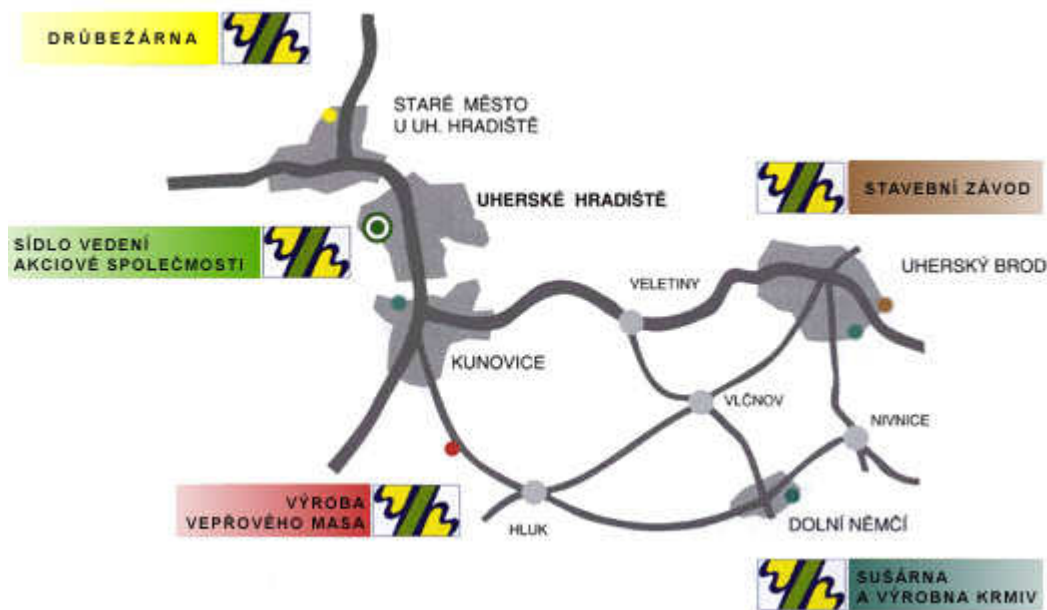 DRŮBEŽÁRNA
STARÉ MĚSTO
U UH. HRADIŠTĚ
UHERSKÉ HRADIŠTĚ
STAVEBNÍ ZÁVOD
SÍDLO VEDENÍ
AKCIOVÉ SPOLEČMOSTI
VELETINY
UHERSKÝ BROD
KUNOVICE
VLČNOV
NIVNICE
VÝROBA
VEPŘOVÉHO MASA
HLUK
DOLNÍ NĚMČÍ
SUŠÁRNA
A VÝROBNA KRMIV